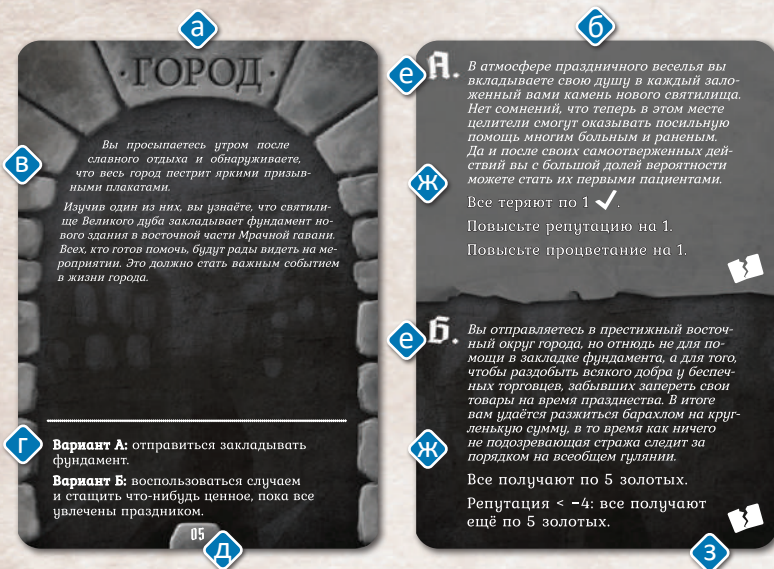 а
б
·ГОРОД·
в
Вы просыпаетесь утром после
славного отдыха и обнаруживаете,
что весь город пестрит яркими призыв-
ными плакатами.
Изучив один из них, вы узнаёте, что святили-
ще Великого дуба закладывает фундамент но-
вого здания в восточной части Мрачной гавани.
Всех, кто готов помочь, будут рады видеть на ме-
роприятии. Это должно стать важным событием
в жизни города.
г
Вариант А: отправиться закладывать
фундамент.
Вариант Б: воспользоваться случаем
и стащить что-нибудь ценное, пока все
увлечены праздником.
05
д
е
А.
В атмосфере праздничного веселья вы
вкладываете свою душу в каждый зало-
женный вами камень нового святилища.
Нет сомнений, что теперь в этом месте
целители смогут оказывать посильную
помощь многим больным и раненым.
Да и после своих самоотверженных дей-
ствий вы с большой долей вероятности
можете стать их первыми пациентами.
ж
Все теряют по 1 ✓.
Повысьте репутацию на 1.
Повысьте процветание на 1.
е
Б.
Вы отправляетесь в престижный восточ-
ный округ города, но отнюдь не для по-
мощи в закладке фундамента, а для того,
чтобы раздобыть всякого добра у беспеч-
ных торговцев, забывших запереть свои
товары на время празднества. В итоге
вам удаётся разжиться барахлом на круг-
ленькую сумму, в то время как ничего
не подозревающая стража следит за
порядком на всеобщем гулянии.
ж
Все получают по 5 золотых.
Репутация < −4: все получают
ещё по 5 золотых.
з